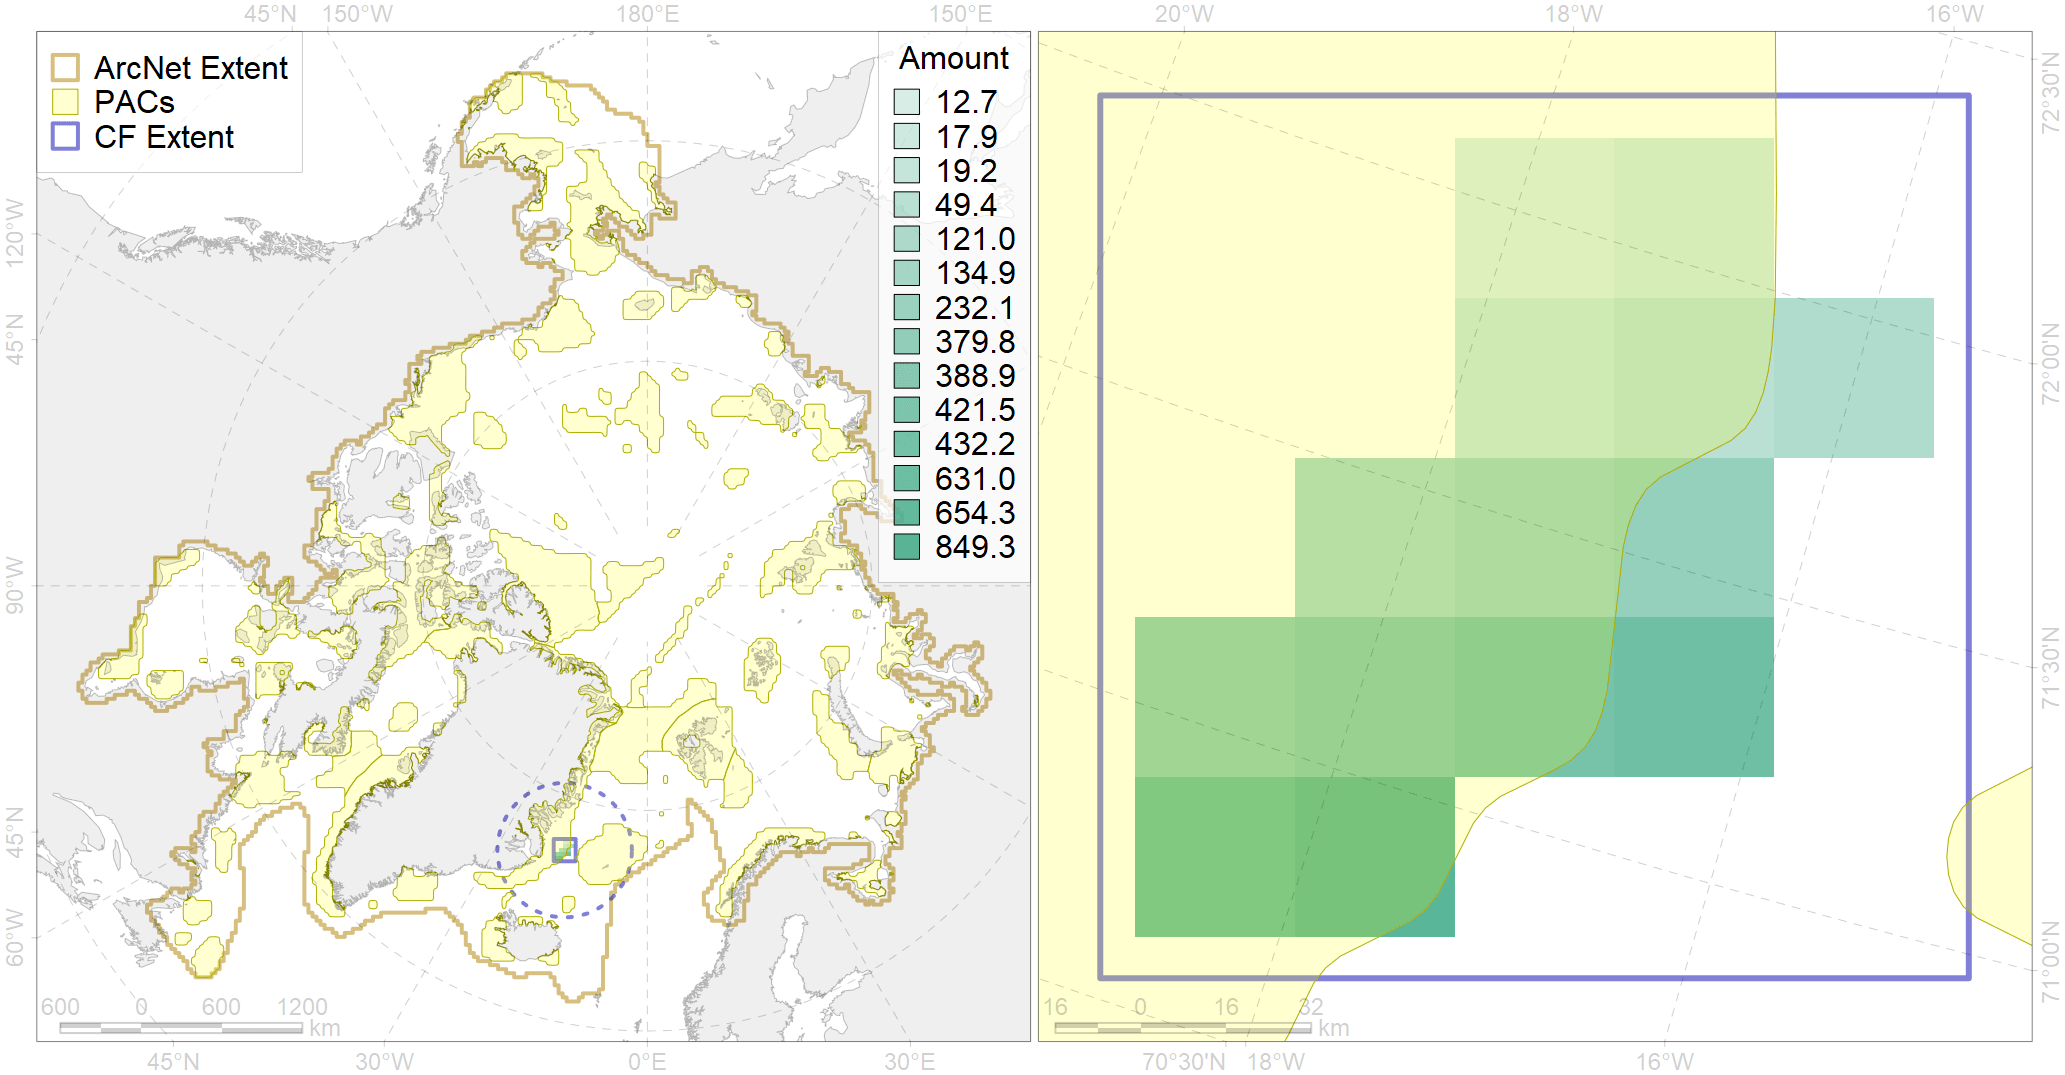 45°N 150°W 180°E 150°E 20°W 18°W 16°W
ArcNet Extent
PACs
CF Extent
Amount
12.7
17.9
19.2
49.4
121.0
134.9
232.1
379.8
388.9
421.5
432.2
631.0
654.3
849.3
120°W
45°N
90°W
45°N
60°W
72°30'N
72°00'N
71°30'N
71°00'N
600 0 600 1200
km
16 0 16 32
km
45°N 30°W 0°E 30°E 70°30'N 18°W 16°W